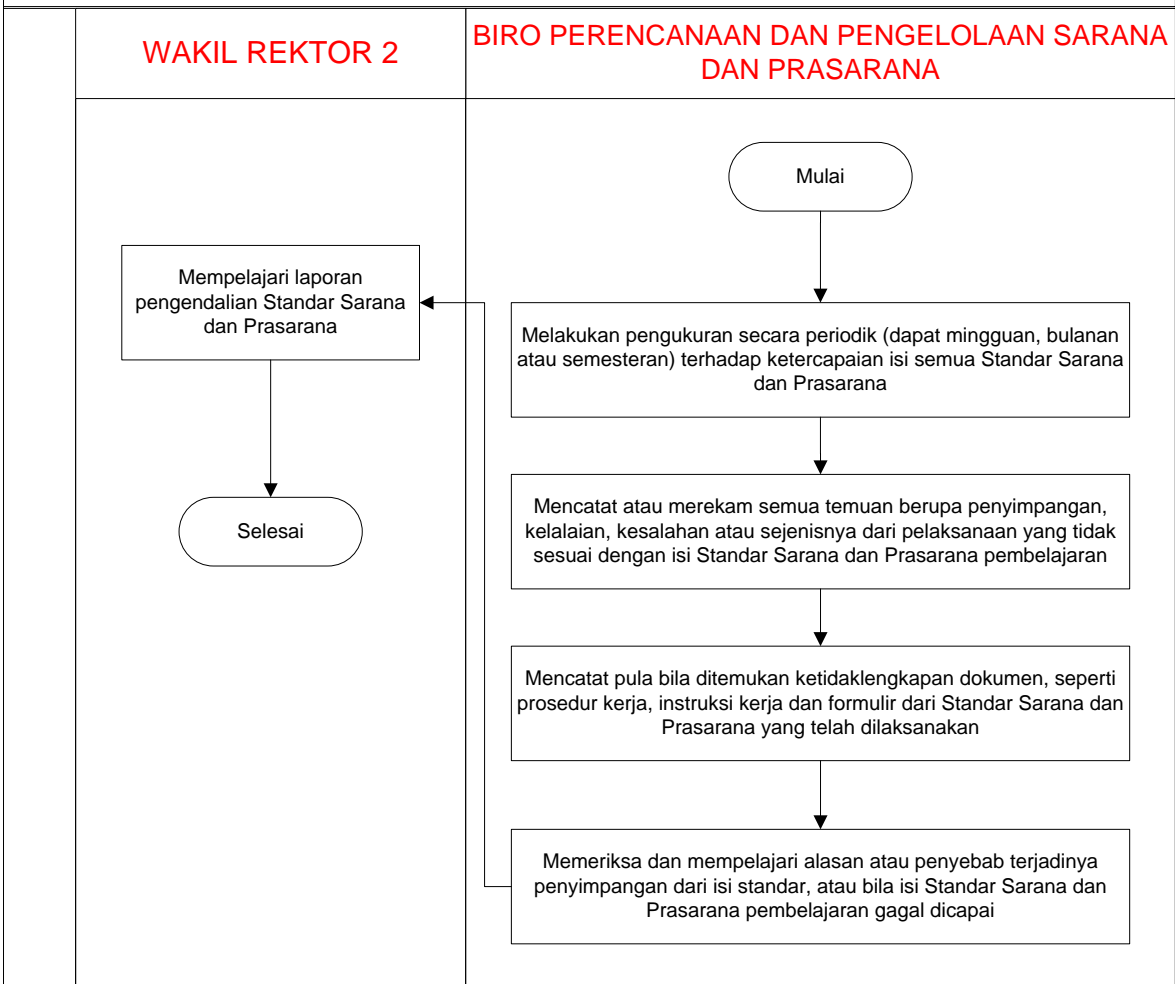 WAKIL REKTOR 2
BIRO PERENCANAAN DAN PENGELOLAAN SARANA
DAN PRASARANA
Mulai
Melakukan pengukuran secara periodik (dapat mingguan, bulanan
atau semesteran) terhadap ketercapaian isi semua Standar Sarana
dan Prasarana
Mencatat atau merekam semua temuan berupa penyimpangan,
kelalaian, kesalahan atau sejenisnya dari pelaksanaan yang tidak
sesuai dengan isi Standar Sarana dan Prasarana pembelajaran
Mencatat pula bila ditemukan ketidaklengkapan dokumen, seperti
prosedur kerja, instruksi kerja dan formulir dari Standar Sarana dan
Prasarana yang telah dilaksanakan
Memeriksa dan mempelajari alasan atau penyebab terjadinya
penyimpangan dari isi standar, atau bila isi Standar Sarana dan
Prasarana pembelajaran gagal dicapai
Mempelajari laporan
pengendalian Standar Sarana
dan Prasarana
Selesai